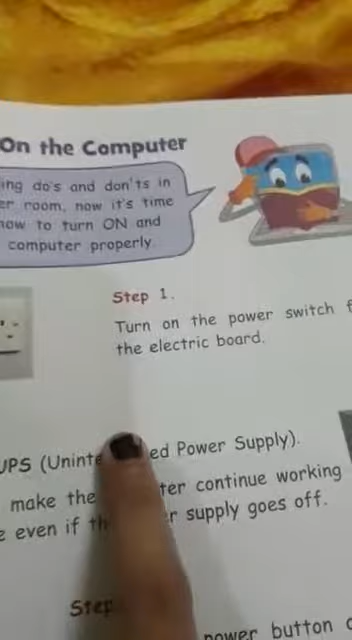 On the Computer
ing do's and don'ts in
er room, now it's time
how to turn ON and
computer properly.
Step 1.
Turn on the power switch f
the electric board.
UPS (Uninte ed Power Supply).
make the ter continue working
e even if th r supply goes off.
Step
power button